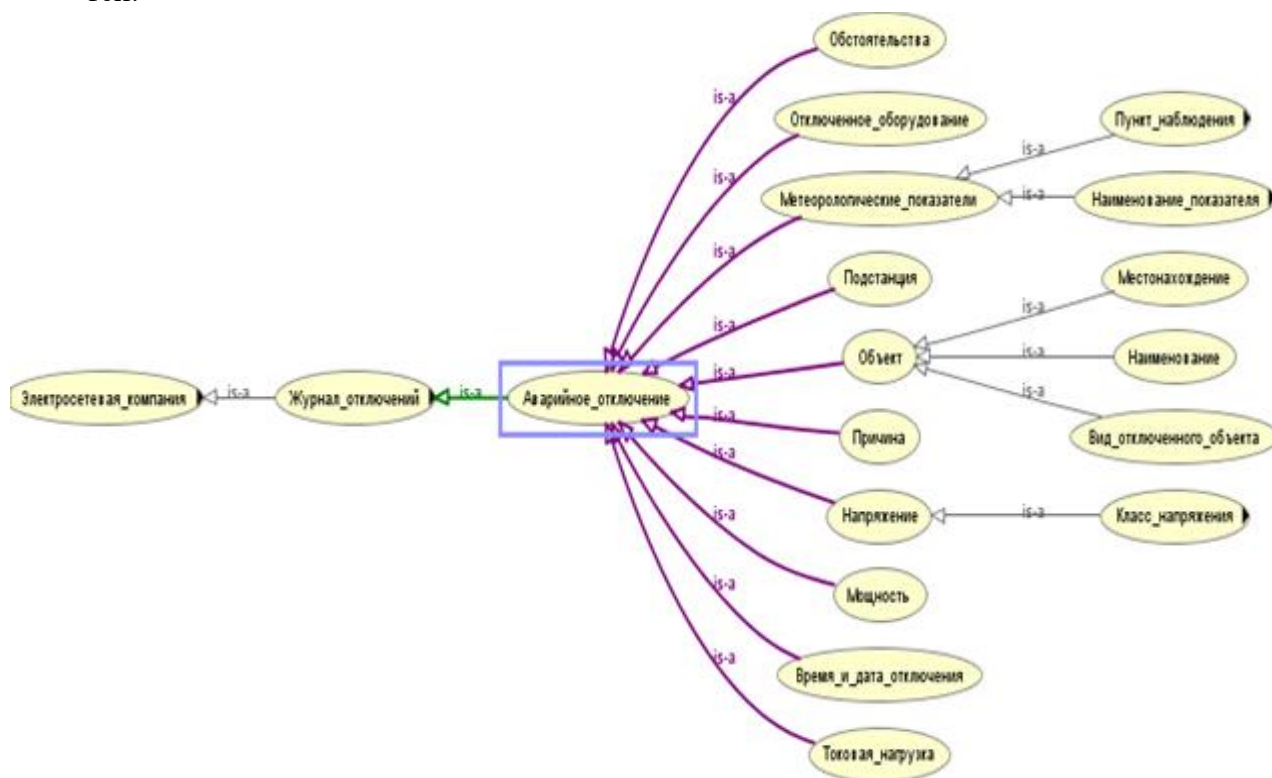 Обстоятельства
is-a
Отключенное_оборудование
Пункт_наблюдения
is-a
is-a
Метеорологические_показатели
is-a
Наименование_показателя
is-a
Подстанция
Местонахождение
is-a
is-a
Объект
is-a
Наименование
is-a
Электросетевая_компания
is-a
Журнал_отключений
is-a
Аварийное_отключение
is-a
Причина
is-a
Вид_отключенного_объекта
is-a
Напряжение
is-a
Класс_напряжения
is-a
Мощность
is-a
Время_и_дата_отключения
is-a
Токовая_нагрузка